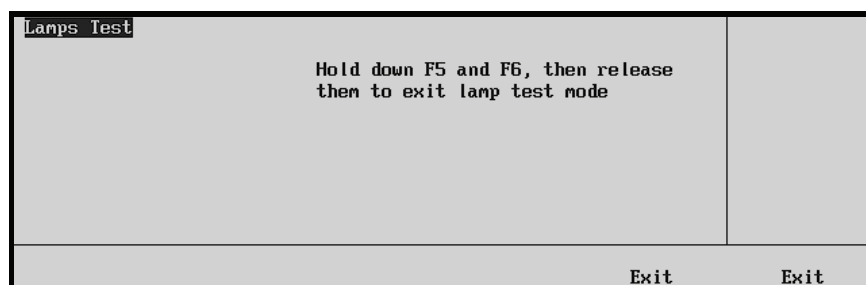 Lamps Test
Hold down F5 and F6, then release
them to exit lamp test mode
Exit Exit